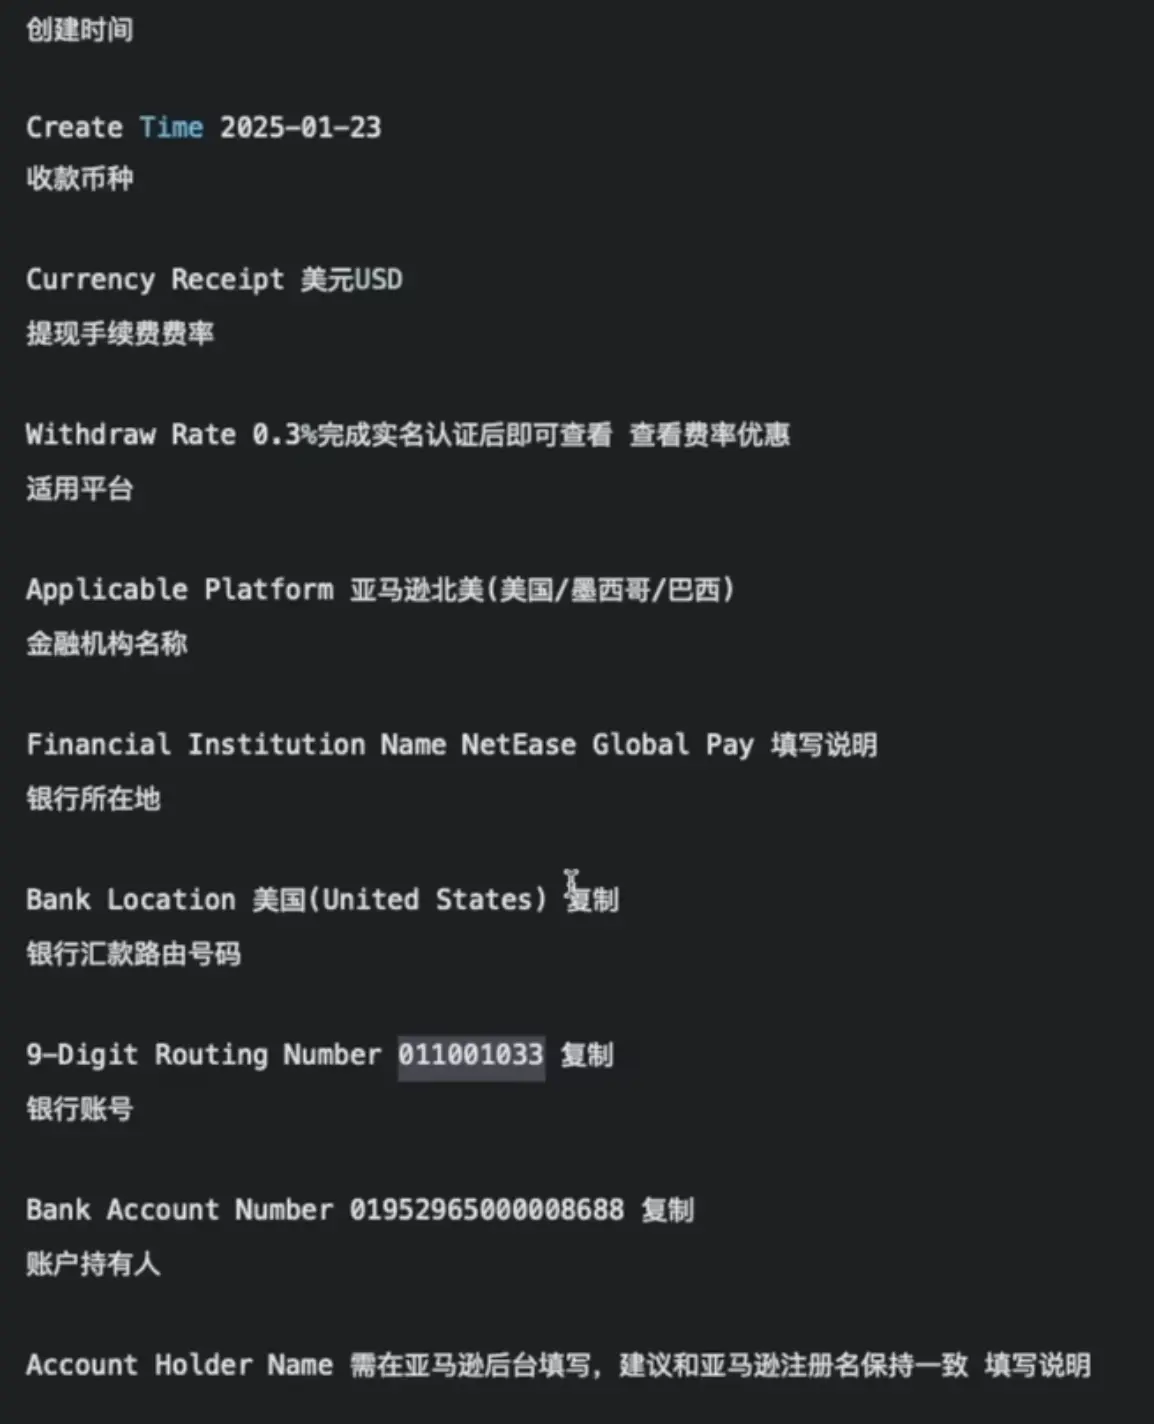 创建时间
Create Time 2025-01-23
收款币种
Currency Receipt 美元USD
提现手续费费率
Withdraw Rate 0.3%完成实名认证后即可查看 查看费率优惠
适用平台
Applicable Platform 亚马逊北美(美国/墨西哥/巴西)
金融机构名称
Financial Institution Name NetEase Global Pay 填写说明
银行所在地
Bank Location 美国(United States) 复制
银行汇款路由号码
9-Digit Routing Number 011001033 复制
银行账号
Bank Account Number 01952965000008688 复制
账户持有人
Account Holder Name 需在亚马逊后台填写，建议和亚马逊注册名保持一致 填写说明